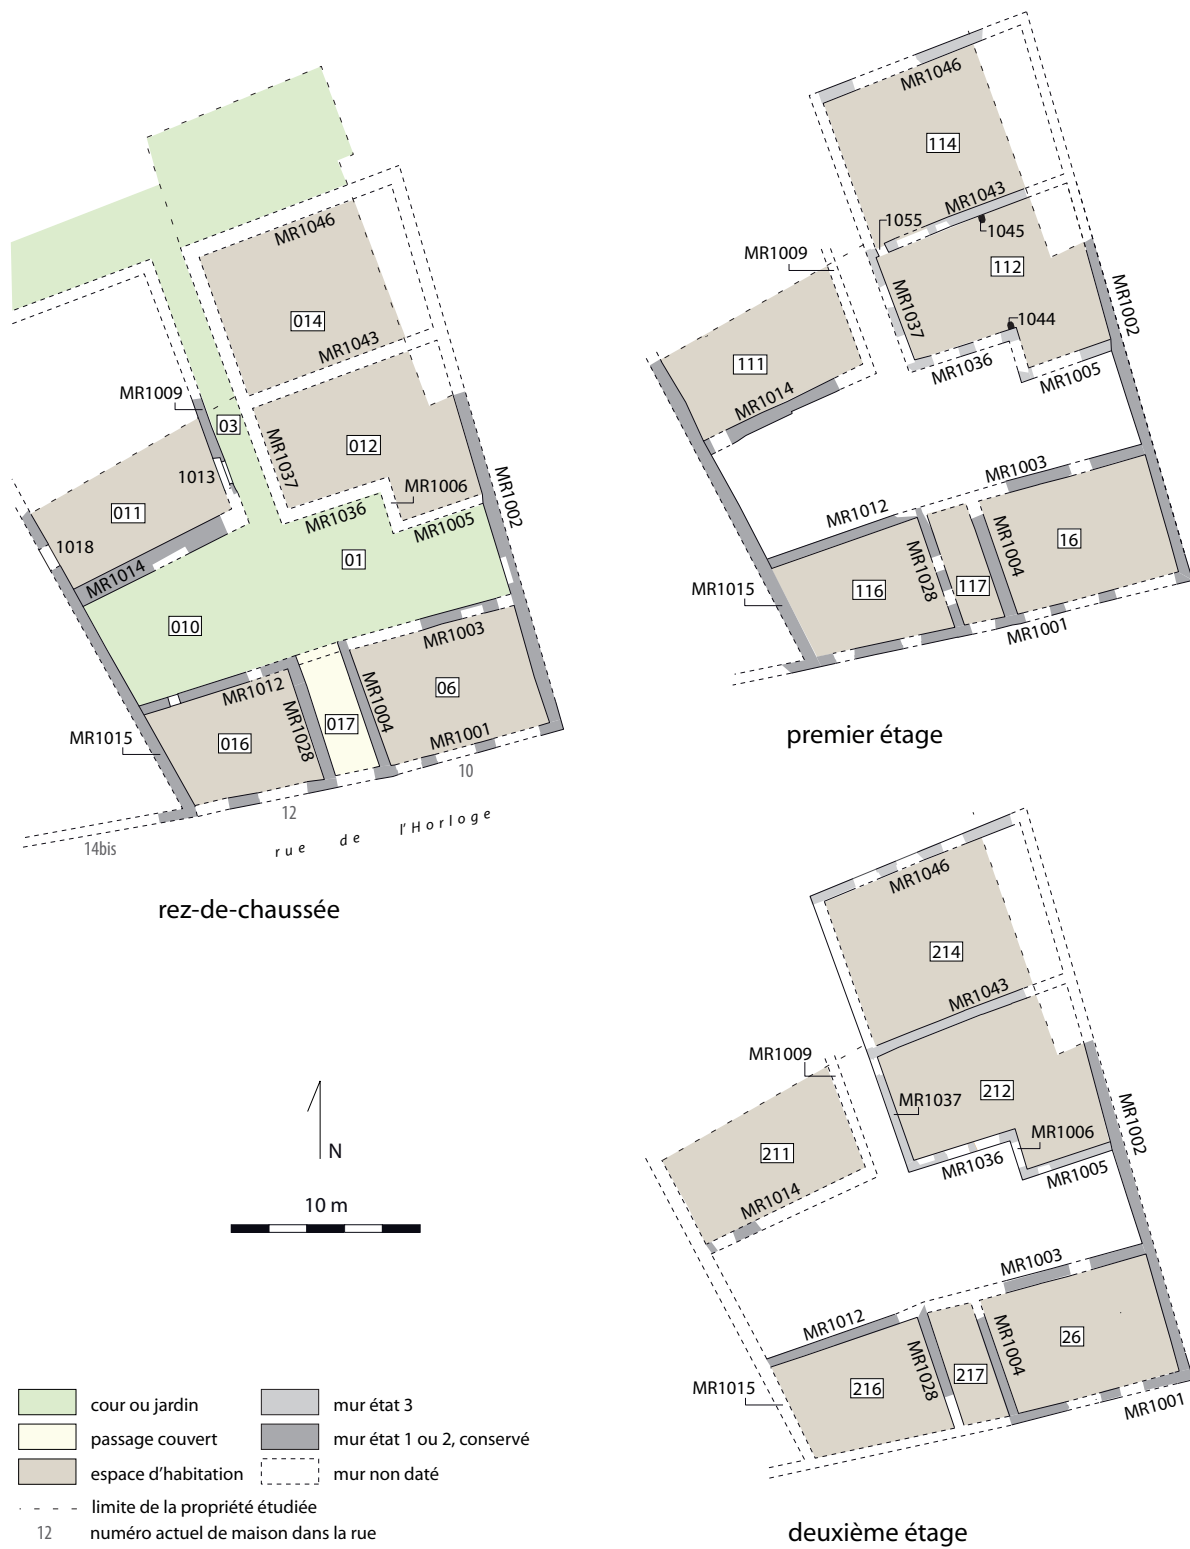 MR1046
014
MR1043
MR1009
03
012
MR1037
1013
MR1006
MR1002
011
MR1036
MR1005
1018
MR1014
01
010
MR1003
MR1012
06
MR1004
017
MR1028
MR1015
016
MR1001
10
12
14bis
rue de l'Horloge
rez-de-chaussée
MR1046
114
MR1043
1055
1045
MR1009
112
MR1037
MR1002
1044
111
MR1036
MR1005
MR1014
MR1003
MR1012
16
MR1004
MR1028
117
116
MR1015
MR1001
premier étage
MR1046
214
MR1043
MR1009
212
MR1037
MR1002
MR1006
211
MR1036
MR1005
MR1014
MR1003
MR1012
26
MR1004
MR1028
217
216
MR1015
MR1001
deuxième étage
N
10 m
cour ou jardin
mur état 3
passage couvert
mur état 1 ou 2, conservé
espace d'habitation
mur non daté
limite de la propriété étudiée
12 numéro actuel de maison dans la rue